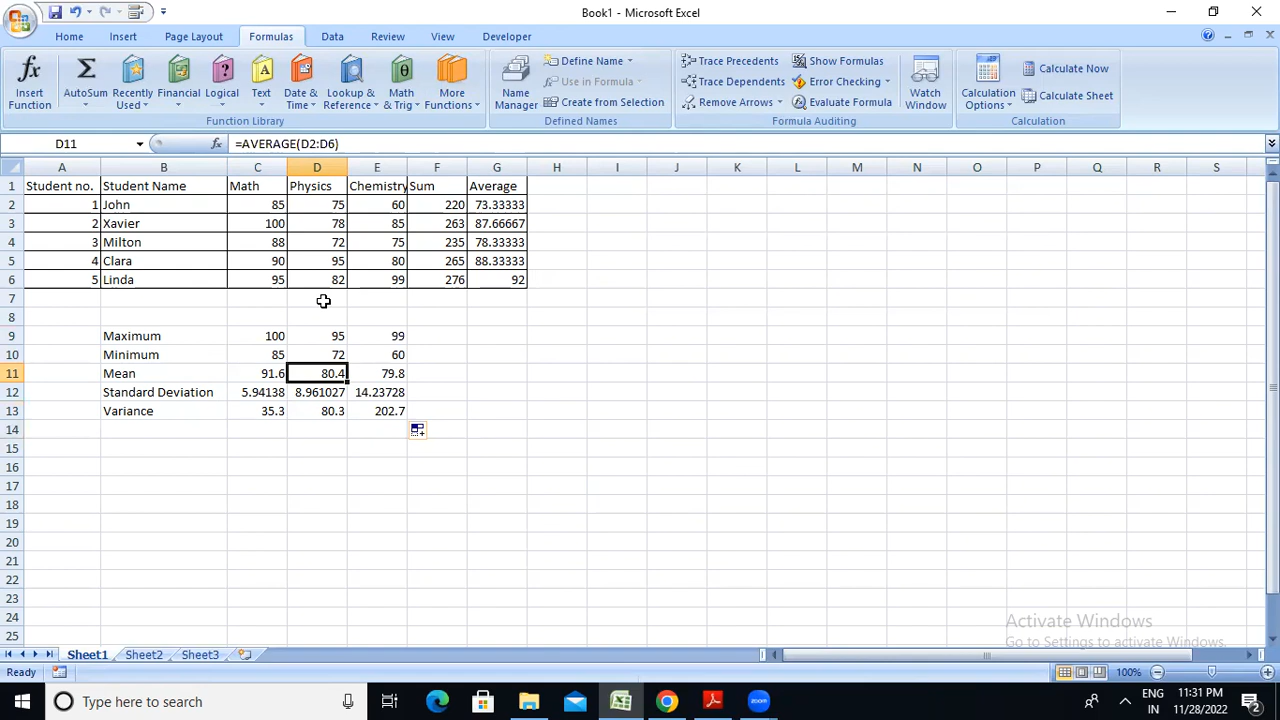 Book1 - Microsoft Excel
Home Insert Page Layout Formulas Data Review View Developer
Insert Function
AutoSum
Recently Used
Financial
Logical
Text
Date & Time
Lookup & Reference
Math & Trig
More Functions
Function Library
Name Manager
Define Name
Use in Formula
Create from Selection
Defined Names
Trace Precedents
Trace Dependents
Remove Arrows
Show Formulas
Error Checking
Evaluate Formula
Formula Auditing
Watch Window
Calculation Options
Calculate Now
Calculate Sheet
Calculation
D11 fx =AVERAGE(D2:D6)
A B C D E F G H I J K L M N O P Q R S
1 Student no. Student Name Math Physics Chemistry Sum Average
2 1 John 85 75 60 220 73.33333
3 2 Xavier 100 78 85 263 87.66667
4 3 Milton 88 72 75 235 78.33333
5 4 Clara 90 95 80 265 88.33333
6 5 Linda 95 82 99 276 92
7
8
9 Maximum 100 95 99
10 Minimum 85 72 60
11 Mean 91.6 80.4 79.8
12 Standard Deviation 5.94138 8.961027 14.23728
13 Variance 35.3 80.3 202.7
14
15
16
17
18
19
20
21
22
23
24
25
Activate Windows
Go to Settings to activate Windows.
Sheet1 Sheet2 Sheet3
Ready 100%
Type here to search
zoom
ENG
IN
11:31 PM
11/28/2022
2